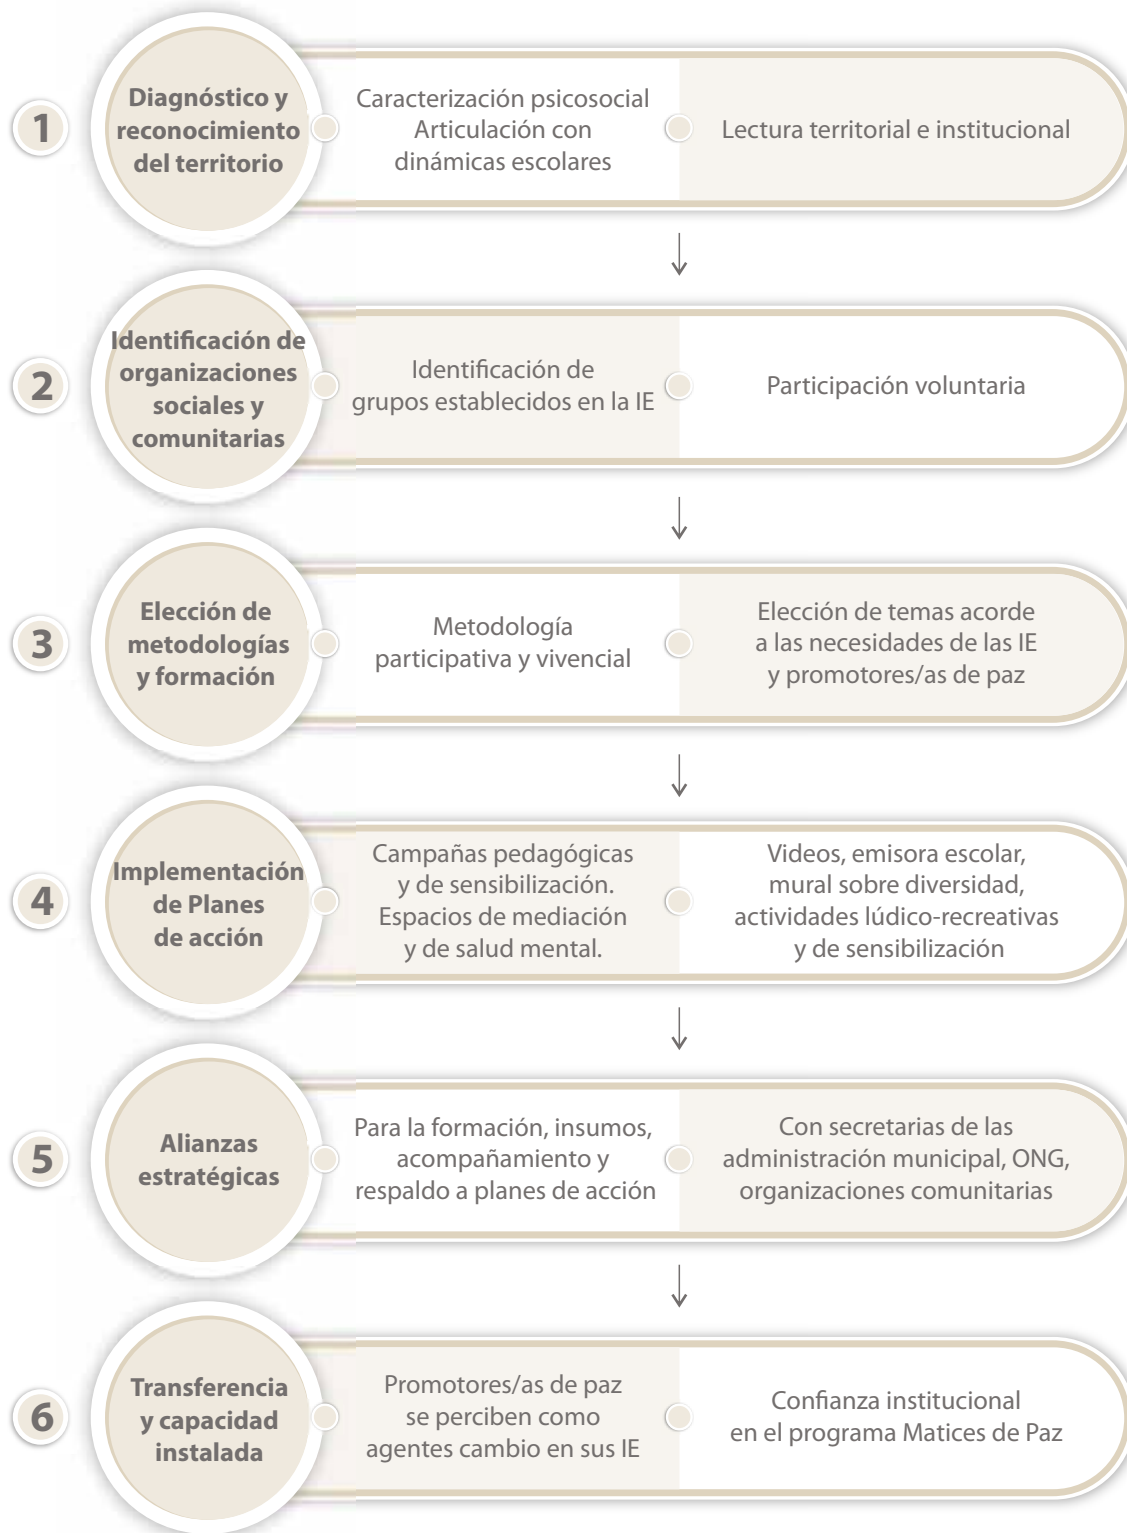 1
Diagnóstico y
reconocimiento
del territorio
Caracterización psicosocial
Articulación con
dinámicas escolares
Lectura territorial e institucional
2
Identificación de
organizaciones
sociales y
comunitarias
Identificación de
grupos establecidos en la IE
Participación voluntaria
3
Elección de
metodologías
y formación
Metodología
participativa y vivencial
Elección de temas acorde
a las necesidades de las IE
y promotores/as de paz
4
Implementación
de Planes
de acción
Campañas pedagógicas
y de sensibilización.
Espacios de mediación
y de salud mental.
Videos, emisora escolar,
mural sobre diversidad,
actividades lúdico-recreativas
y de sensibilización
5
Alianzas
estratégicas
Para la formación, insumos,
acompañamiento y
respaldo a planes de acción
Con secretarias de las
administración municipal, ONG,
organizaciones comunitarias
6
Transferencia
y capacidad
instalada
Promotores/as de paz
se perciben como
agentes cambio en sus IE
Confianza institucional
en el programa Matices de Paz